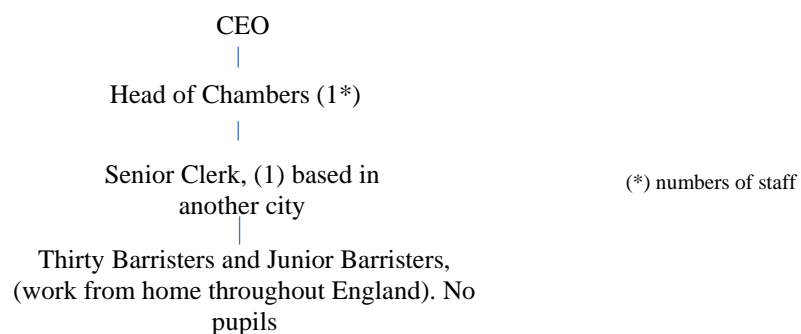 CEO
Head of Chambers (1*)
Senior Clerk, (1) based in
another city
(*) numbers of staff
Thirty Barristers and Junior Barristers,
(work from home throughout England). No
pupils